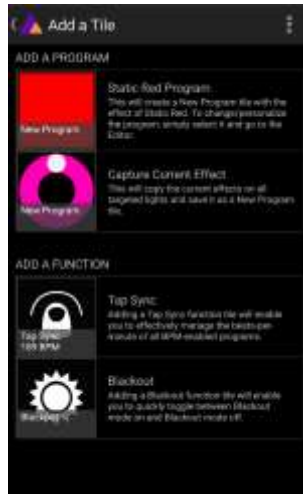 Add a Tile
ADD A PROGRAM
New Program
Static Red Program
This will create a New Program tile with the
effect of Static Red. To change/personalize
the program, simply select it and go to the
Editor.
New Program
Capture Current Effect
This will copy the current effects on all
targeted lights and save it as a New Program
tile.
ADD A FUNCTION
Tap Sync
BPM
Tap Sync
Adding a Tap Sync function tile will enable
you to effectively manage the beats-per-
minute of all BPM-enabled programs.
Blackout
Blackout
Adding a Blackout function tile will enable
you to quickly toggle between Blackout
mode on and Blackout mode off.